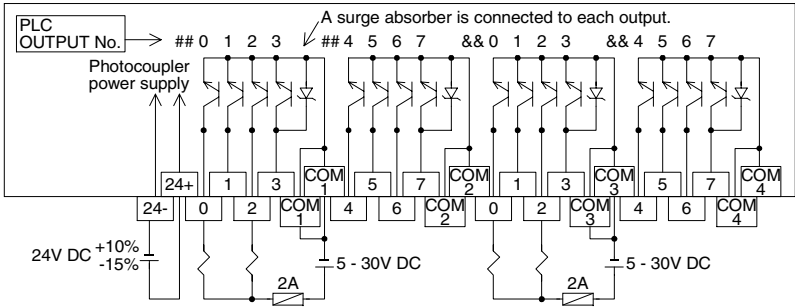 PLC
OUTPUT No.
A surge absorber is connected to each output.
## 0 1 2 3 ## 4 5 6 7 && 0 1 2 3 && 4 5 6 7
Photocoupler
power supply
24+ 1 3 COM 1 5 7 COM 2 1 3 COM 3 5 7 COM 4
24- 0 2 COM 1 4 6 COM 2 0 2 COM 3 4 6 COM 4
24V DC +10% -15%
5 - 30V DC
5 - 30V DC
2A
2A